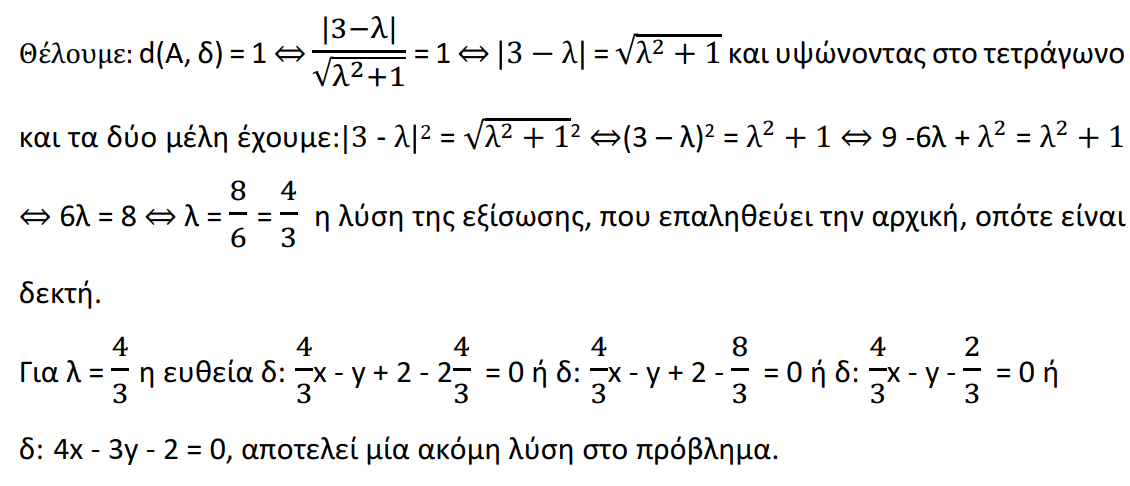 Θέλουμε: d(A, δ) = 1 ⇔ |3−λ|/√(λ²+1) = 1 ⇔ |3 − λ| = √(λ² + 1) και υψώνοντας στο τετράγωνο
και τα δύο μέλη έχουμε:|3 - λ|² = √(λ² + 1)² ⇔(3 – λ)² = λ² + 1 ⇔ 9 -6λ + λ² = λ² + 1
⇔ 6λ = 8 ⇔ λ = 8/6 = 4/3 η λύση της εξίσωσης, που επαληθεύει την αρχική, οπότε είναι
δεκτή.
Για λ = 4/3 η ευθεία δ: 4/3x - y + 2 - 2 4/3 = 0 ή δ: 4/3x - y + 2 - 8/3 = 0 ή δ: 4/3x - y - 2/3 = 0 ή
δ: 4x - 3y - 2 = 0, αποτελεί μία ακόμη λύση στο πρόβλημα.